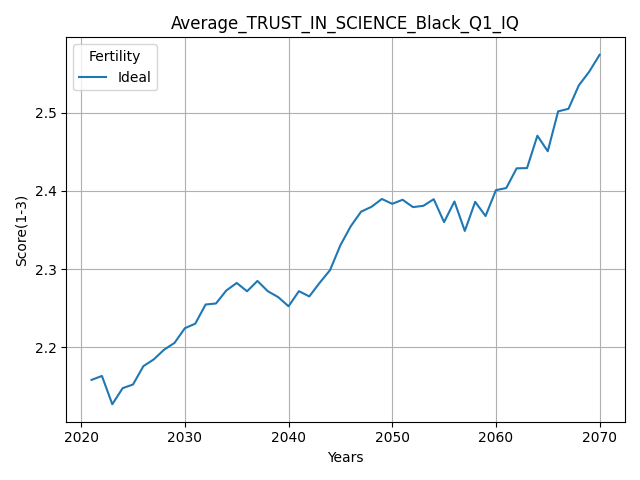 Average_TRUST_IN_SCIENCE_Black_Q1_IQ
Fertility
Ideal
Score(1-3)
2.5
2.4
2.3
2.2
2020 2030 2040 2050 2060 2070
Years